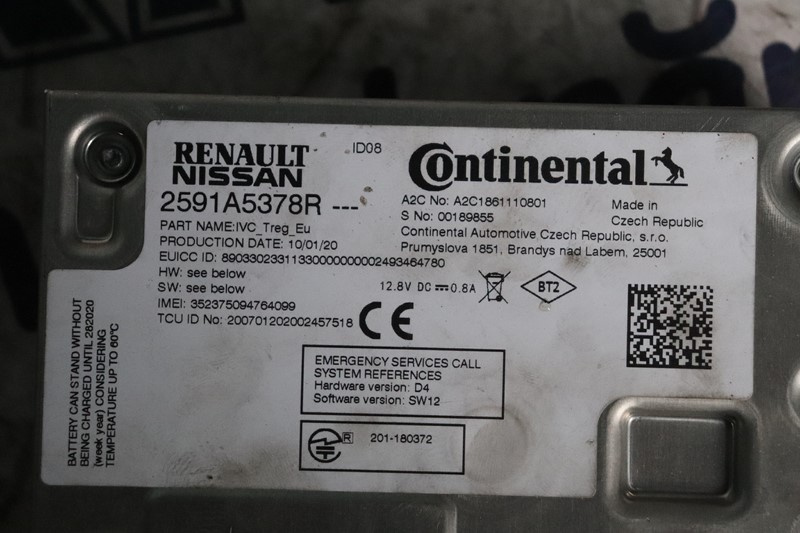 RENAULT
NISSAN
ID08
Continental
2591A5378R ---
A2C No: A2C1861110801
S No: 00189855
Made in
Czech Republic
PART NAME:IVC_Treg_Eu
Continental Automotive Czech Republic, s.r.o.
PRODUCTION DATE: 10/01/20
Prumyslova 1851, Brandys nad Labem, 25001
EUICC ID: 89033023311330000000002493464780
HW: see below
SW: see below
12.8V DC 0.8A
BT2
IMEI: 352375094764099
TCU ID No: 200701202002457518
CE
BATTERY CAN STAND WITHOUT
BEING CHARGED UNTIL 282020
(week year) CONSIDERING
TEMPERATURE UP TO 60°C
EMERGENCY SERVICES CALL
SYSTEM REFERENCES
Hardware version: D4
Software version: SW12
R 201-180372